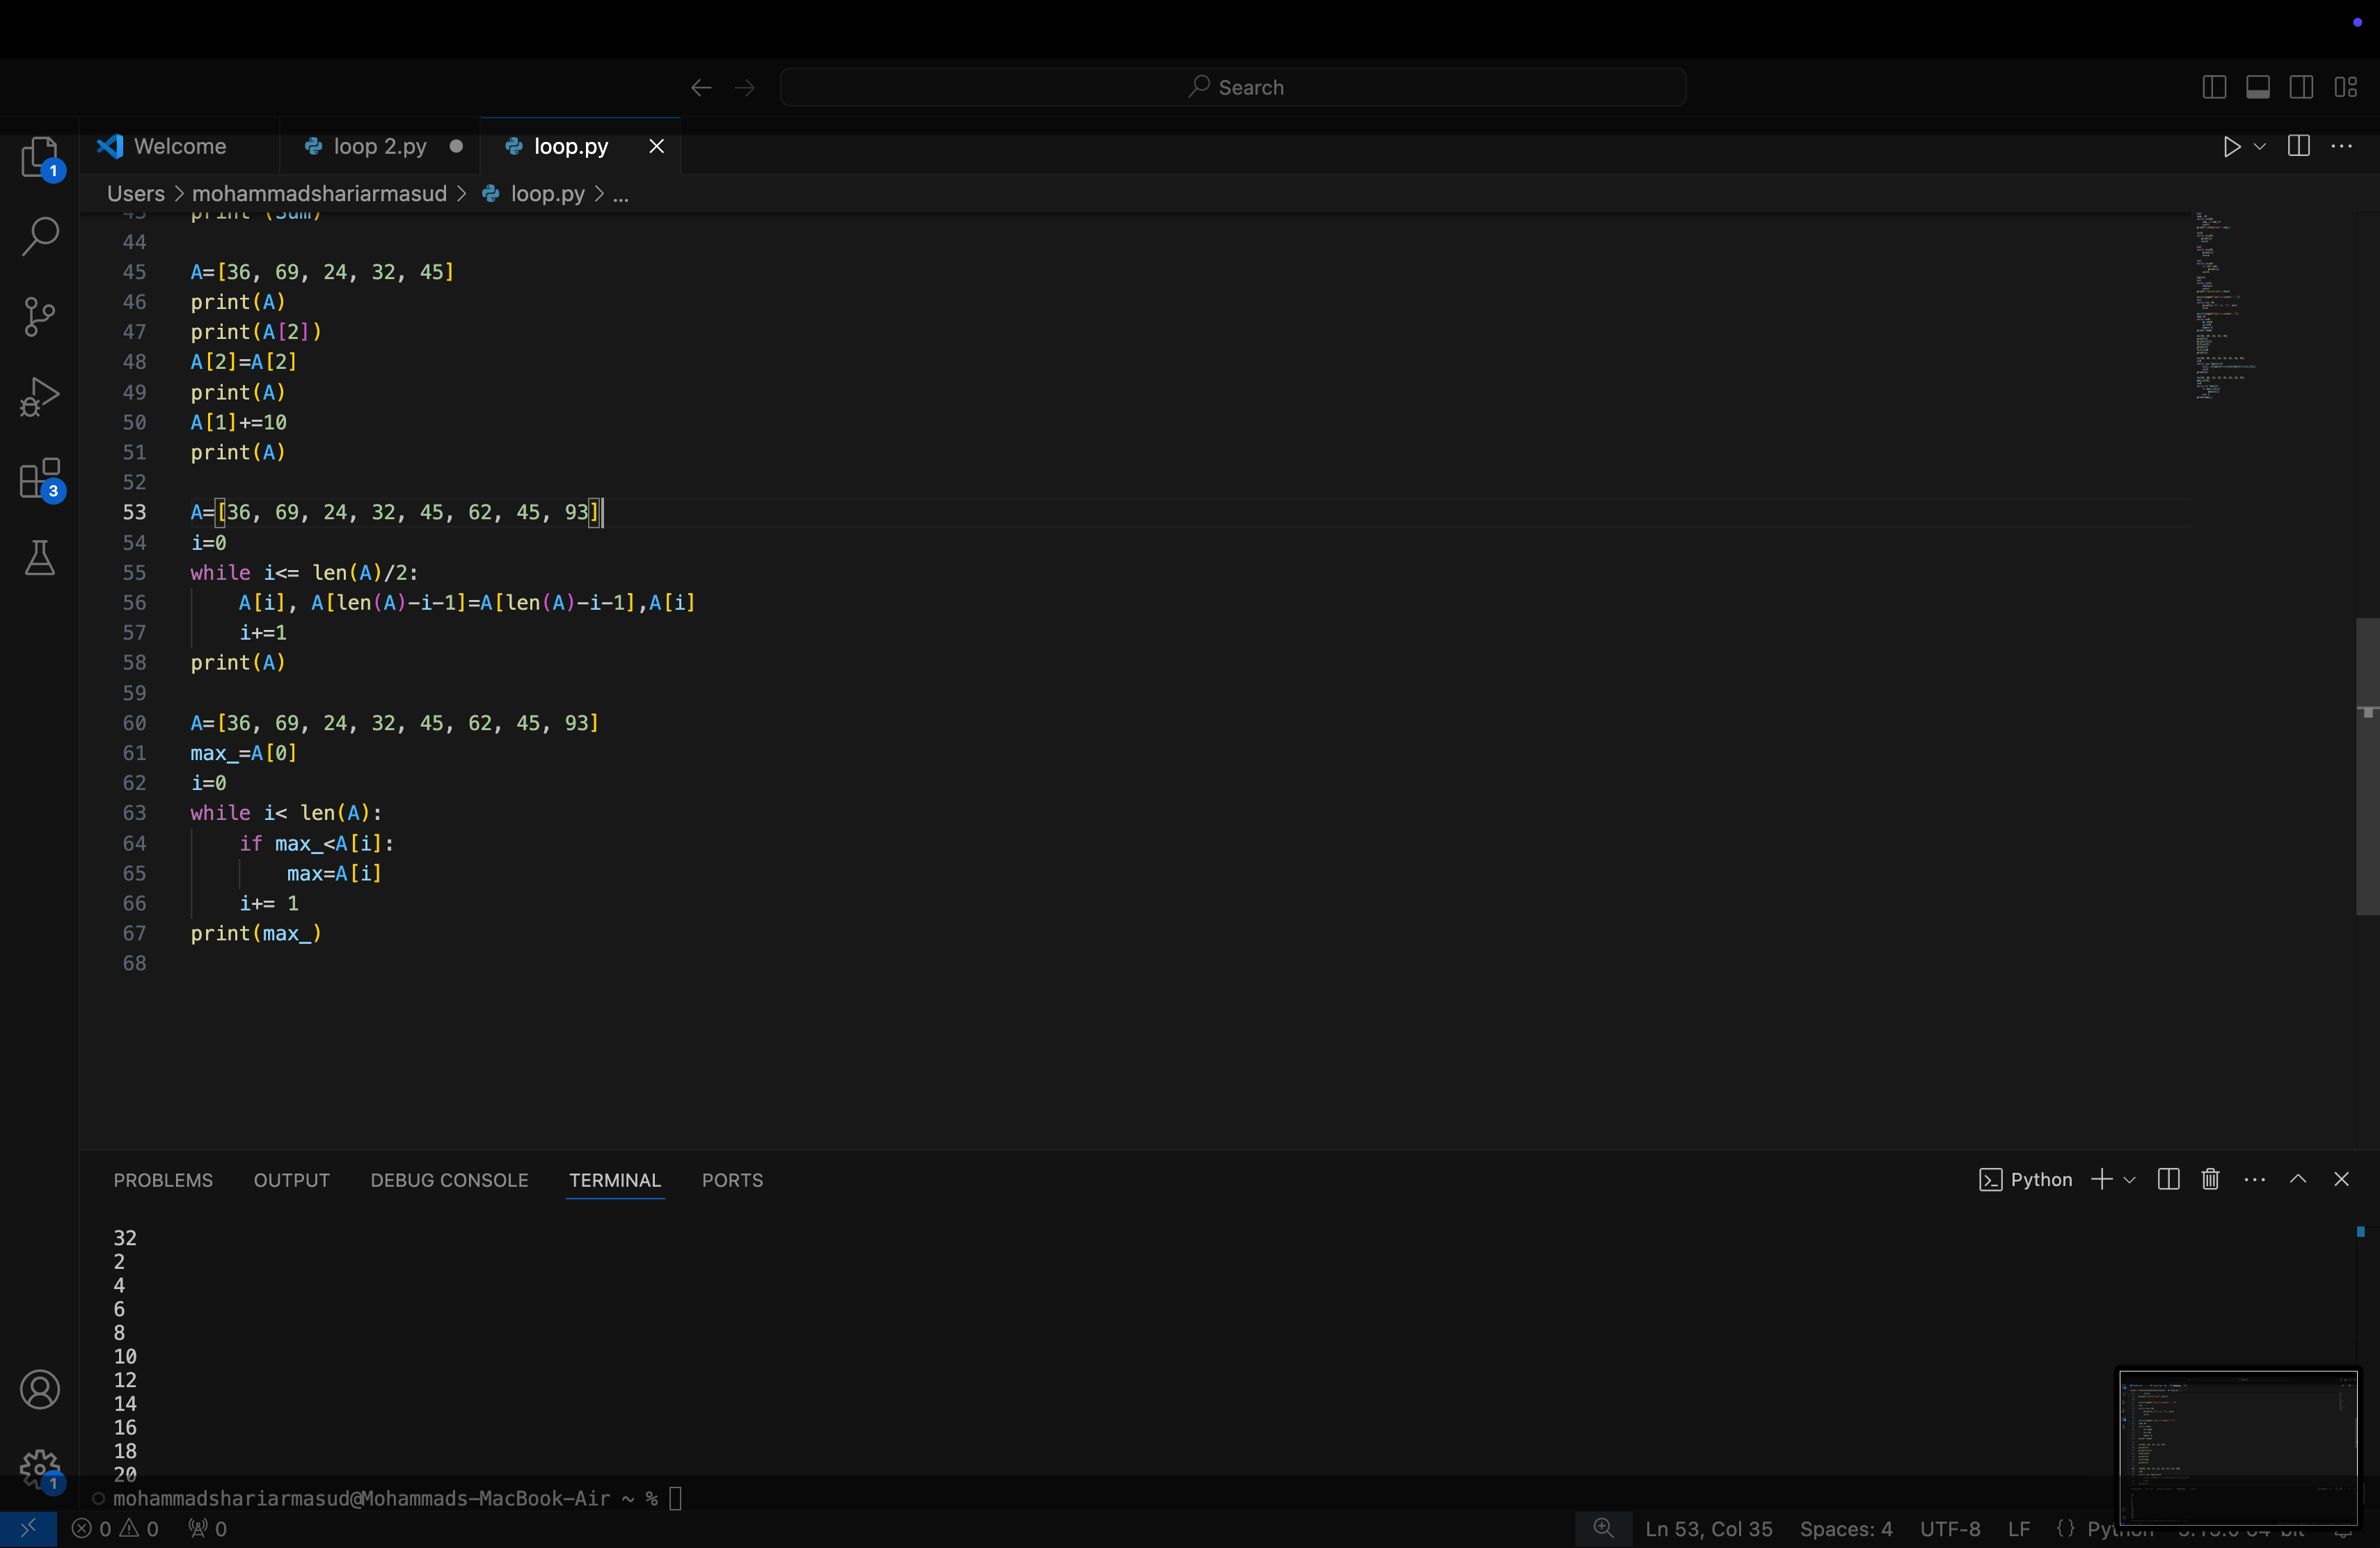 Search
Welcome
loop 2.py
loop.py
1
Users > mohammadshariarmasud > loop.py > ...
43 print (Sum)
44
45 A=[36, 69, 24, 32, 45]
46 print(A)
47 print(A[2])
48 A[2]=A[2]
49 print(A)
50 A[1]+=10
51 print(A)
52
3
53 A=[36, 69, 24, 32, 45, 62, 45, 93]
54 i=0
55 while i<= len(A)/2:
56 A[i], A[len(A)-i-1]=A[len(A)-i-1],A[i]
57 i+=1
58 print(A)
59
60 A=[36, 69, 24, 32, 45, 62, 45, 93]
61 max_=A[0]
62 i=0
63 while i< len(A):
64 if max_<A[i]:
65 max=A[i]
66 i+= 1
67 print(max_)
68
PROBLEMS OUTPUT DEBUG CONSOLE TERMINAL PORTS
Python
32
2
4
6
8
10
12
14
16
18
20
1
mohammadshariarmasud@Mohammads-MacBook-Air ~ %
0 0 0
Ln 53, Col 35 Spaces: 4 UTF-8 LF {} Python